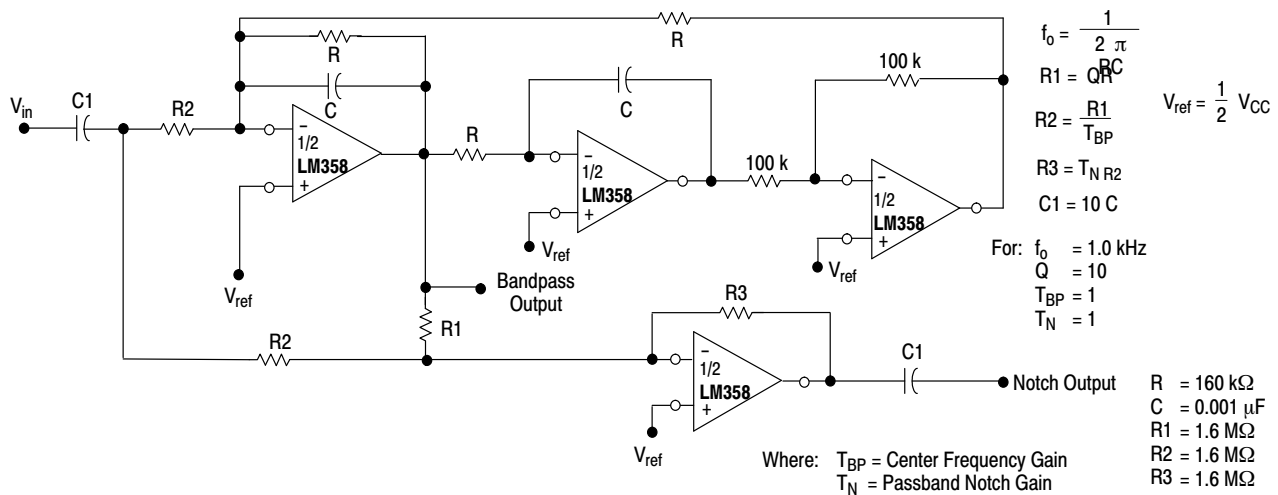 R
R
C
100 k
C
V_in
C1
R2
−
1/2
LM358
+
V_ref
R
−
1/2
LM358
+
V_ref
100 k
−
1/2
LM358
+
V_ref
Bandpass
Output
R1
R2
R3
−
1/2
LM358
+
V_ref
C1
Notch Output
f_o = 1 / 2 π RC
R1 = QR
R2 = R1 / T_BP
R3 = T_N R2
C1 = 10 C
V_ref = 1/2 V_CC
For: f_o = 1.0 kHz
Q = 10
T_BP = 1
T_N = 1
R = 160 kΩ
C = 0.001 μF
R1 = 1.6 MΩ
R2 = 1.6 MΩ
R3 = 1.6 MΩ
Where: T_BP = Center Frequency Gain
T_N = Passband Notch Gain